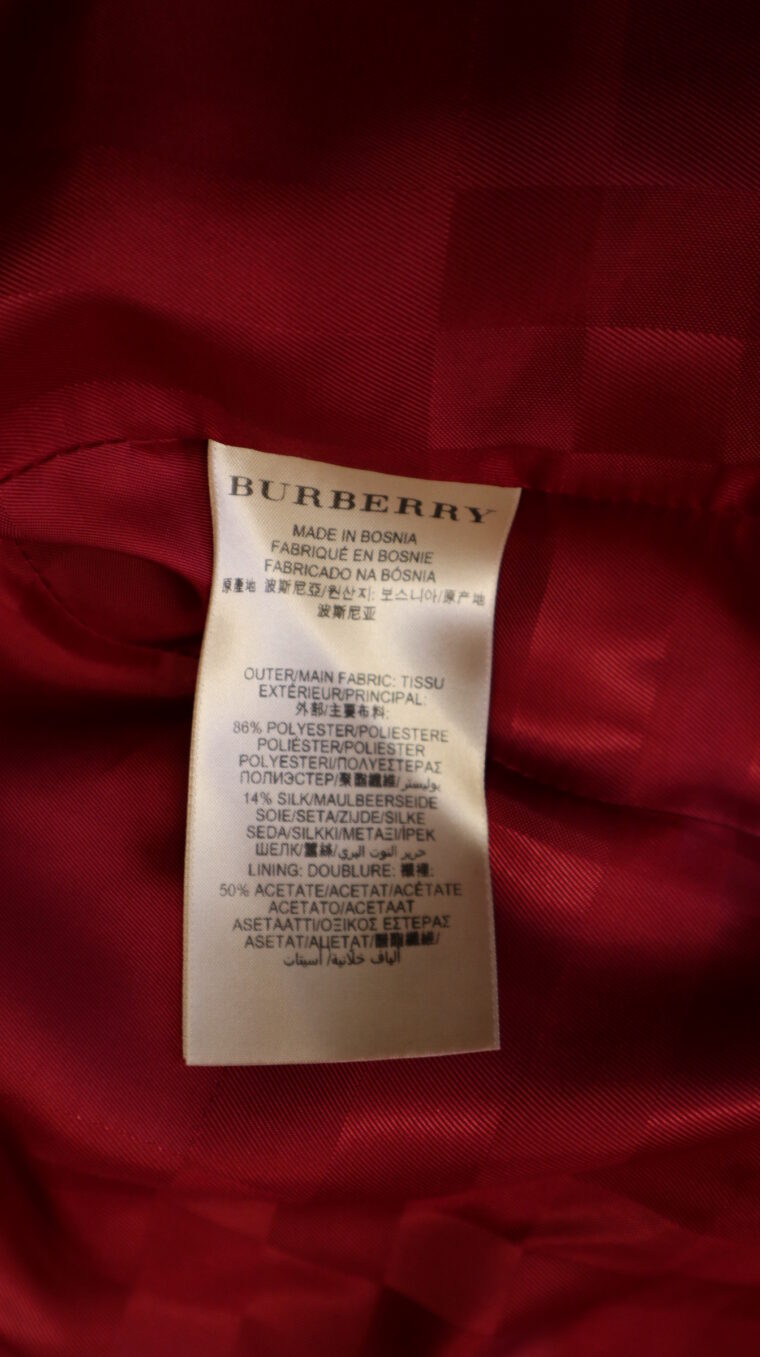 BURBERRY
MADE IN BOSNIA
FABRIQUÉ EN BOSNIE
FABRICADO NA BÓSNIA
原產地 波斯尼亞/원산지: 보스니아/原产地
波斯尼亚
OUTER/MAIN FABRIC: TISSU
EXTÉRIEUR/PRINCIPAL:
外部/主要布料:
86% POLYESTER/POLIESTERE
POLIÉSTER/POLIESTER
POLYESTERI/ΠΟΛΥΕΣΤΕΡΑΣ
ПОЛИЭСТЕР/聚酯纖維/بوليستر
14% SILK/MAULBEERSEIDE
SOIE/SETA/ZIJDE/SILKE
SEDA/SILKKI/ΜΕΤΑΞΙ/İPEK
ШЕЛК/蠶絲/حرير التوت البري
LINING: DOUBLURE: 襯裡:
50% ACETATE/ACETAT/ACÉTATE
ACETATO/ACETAAT
ASETAATTI/ΟΞΙΚΟΣ ΕΣΤΕΡΑΣ
ASETAT/АЦЕТАТ/醋酯纖維/
ألياف خلاتية/ أسيتات